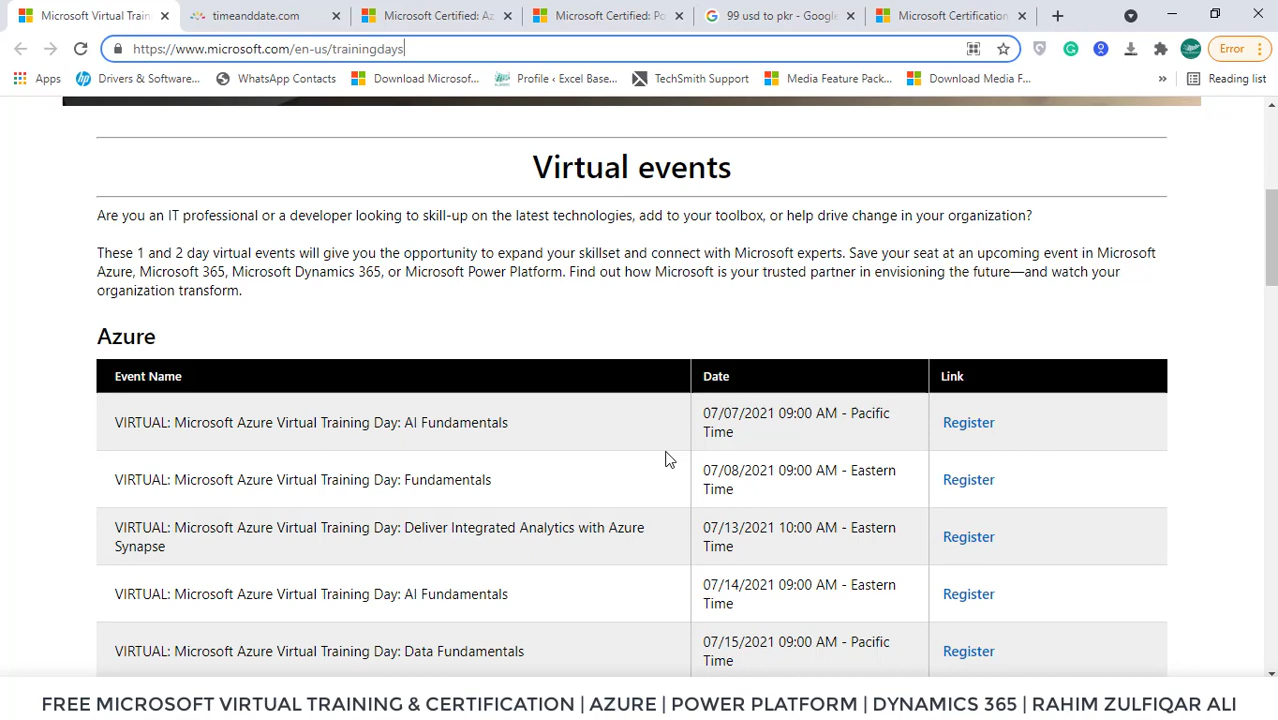 Microsoft Virtual Train
timeanddate.com
Microsoft Certified: Az
Microsoft Certified: Po
99 usd to pkr - Google
Microsoft Certification
https://www.microsoft.com/en-us/trainingdays
Error
Apps
Drivers & Software...
WhatsApp Contacts
Download Microsof...
Profile ‹ Excel Base...
TechSmith Support
Media Feature Pack...
Download Media F...
»
Reading list
Virtual events
Are you an IT professional or a developer looking to skill-up on the latest technologies, add to your toolbox, or help drive change in your organization?
These 1 and 2 day virtual events will give you the opportunity to expand your skillset and connect with Microsoft experts. Save your seat at an upcoming event in Microsoft
Azure, Microsoft 365, Microsoft Dynamics 365, or Microsoft Power Platform. Find out how Microsoft is your trusted partner in envisioning the future—and watch your
organization transform.
Azure
Event Name Date Link
VIRTUAL: Microsoft Azure Virtual Training Day: AI Fundamentals
07/07/2021 09:00 AM - Pacific
Time
Register
VIRTUAL: Microsoft Azure Virtual Training Day: Fundamentals
07/08/2021 09:00 AM - Eastern
Time
Register
VIRTUAL: Microsoft Azure Virtual Training Day: Deliver Integrated Analytics with Azure
Synapse
07/13/2021 10:00 AM - Eastern
Time
Register
VIRTUAL: Microsoft Azure Virtual Training Day: AI Fundamentals
07/14/2021 09:00 AM - Eastern
Time
Register
VIRTUAL: Microsoft Azure Virtual Training Day: Data Fundamentals
07/15/2021 09:00 AM - Pacific
Time
Register
FREE MICROSOFT VIRTUAL TRAINING & CERTIFICATION | AZURE | POWER PLATFORM | DYNAMICS 365 | RAHIM ZULFIQAR ALI